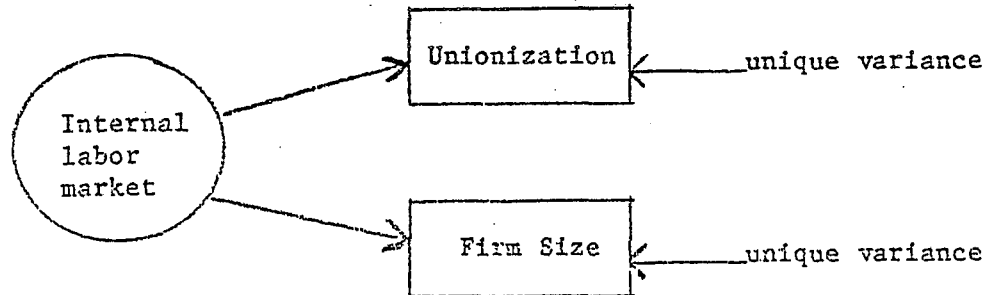 Unionization
unique variance
Internal
labor
market
Firm Size
unique variance